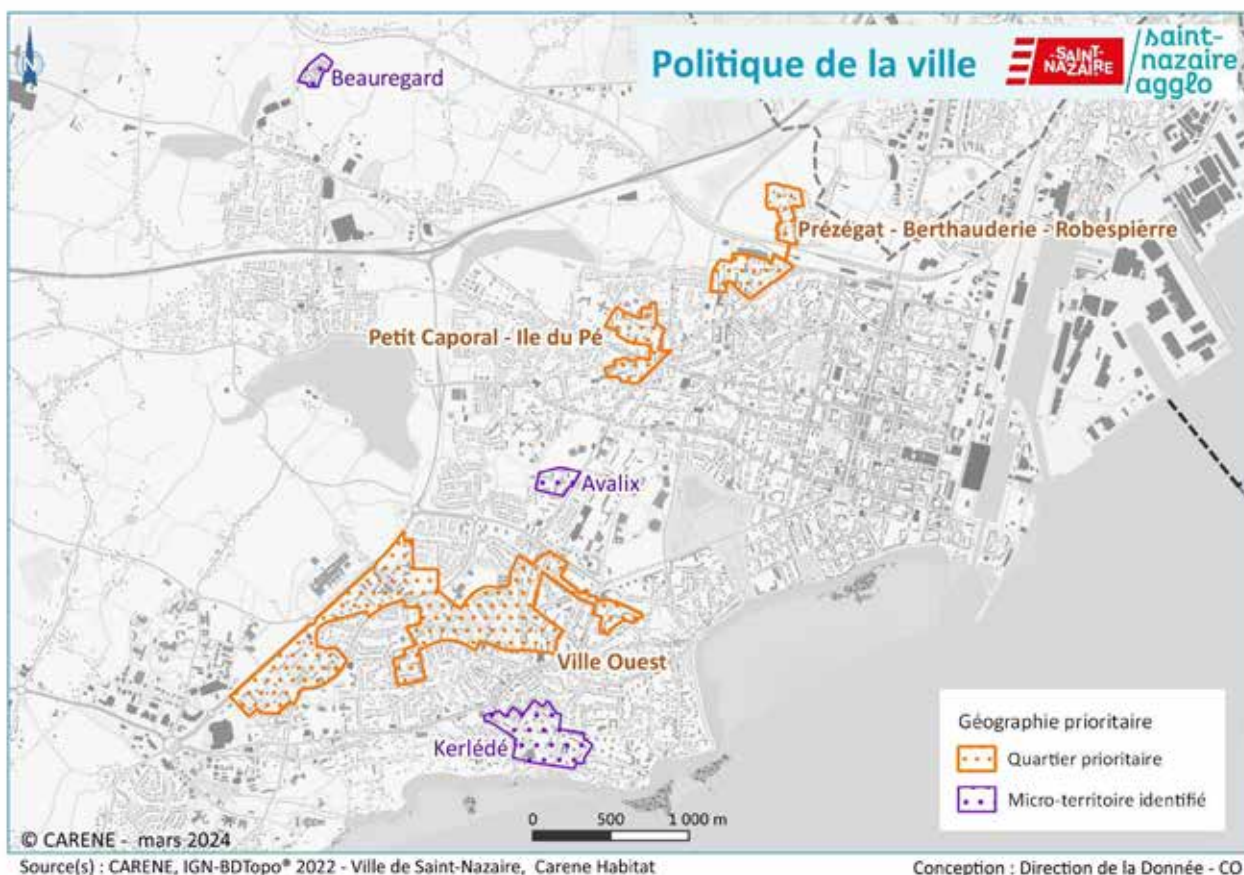 Politique de la ville
SAINT-
NAZAIRE
saint-
nazaire
agglo
N
Beauregard
Prézégat - Berthauderie - Robespierre
Petit Caporal - Ile du Pé
Avalix
Ville Ouest
Kerlédé
Géographie prioritaire
Quartier prioritaire
Micro-territoire identifié
0 500 1 000 m
© CARENE - mars 2024
Source(s) : CARENE, IGN-BDTopo® 2022 - Ville de Saint-Nazaire, Carene Habitat
Conception : Direction de la Donnée - CO